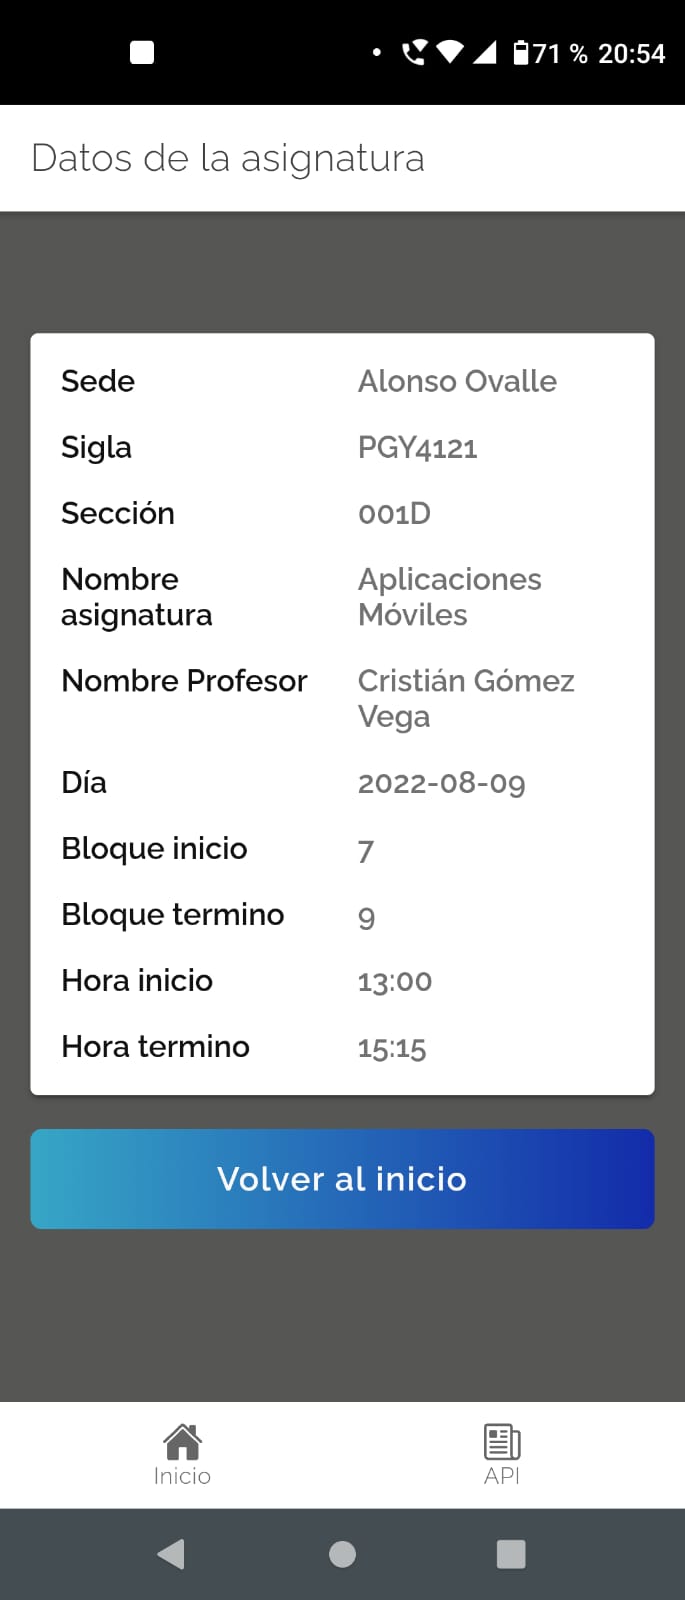 71 % 20:54
Datos de la asignatura
Sede Alonso Ovalle
Sigla PGY4121
Sección 001D
Nombre asignatura Aplicaciones Móviles
Nombre Profesor Cristián Gómez Vega
Día 2022-08-09
Bloque inicio 7
Bloque termino 9
Hora inicio 13:00
Hora termino 15:15
Volver al inicio
Inicio API